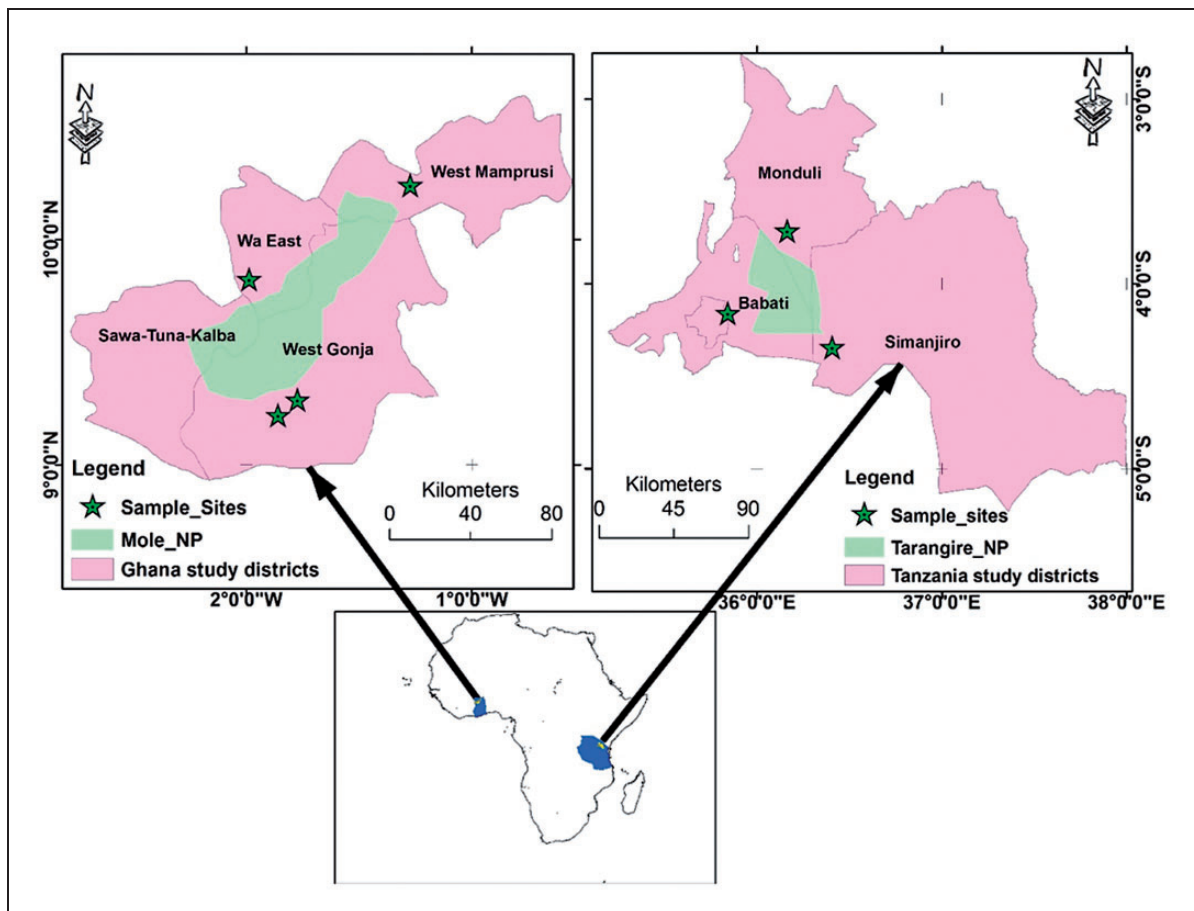 N
West Mamprusi
Wa East
Sawa-Tuna-Kalba
West Gonja
10°0'0"N
9°0'0"N
Legend
Sample_Sites
Mole_NP
Ghana study districts
Kilometers
0 40 80
2°0'0"W 1°0'0"W
N
Monduli
Babati
Simanjiro
3°0'0"S
4°0'0"S
5°0'0"S
Kilometers
0 45 90
Legend
Sample_sites
Tarangire_NP
Tanzania study districts
36°0'0"E 37°0'0"E 38°0'0"E